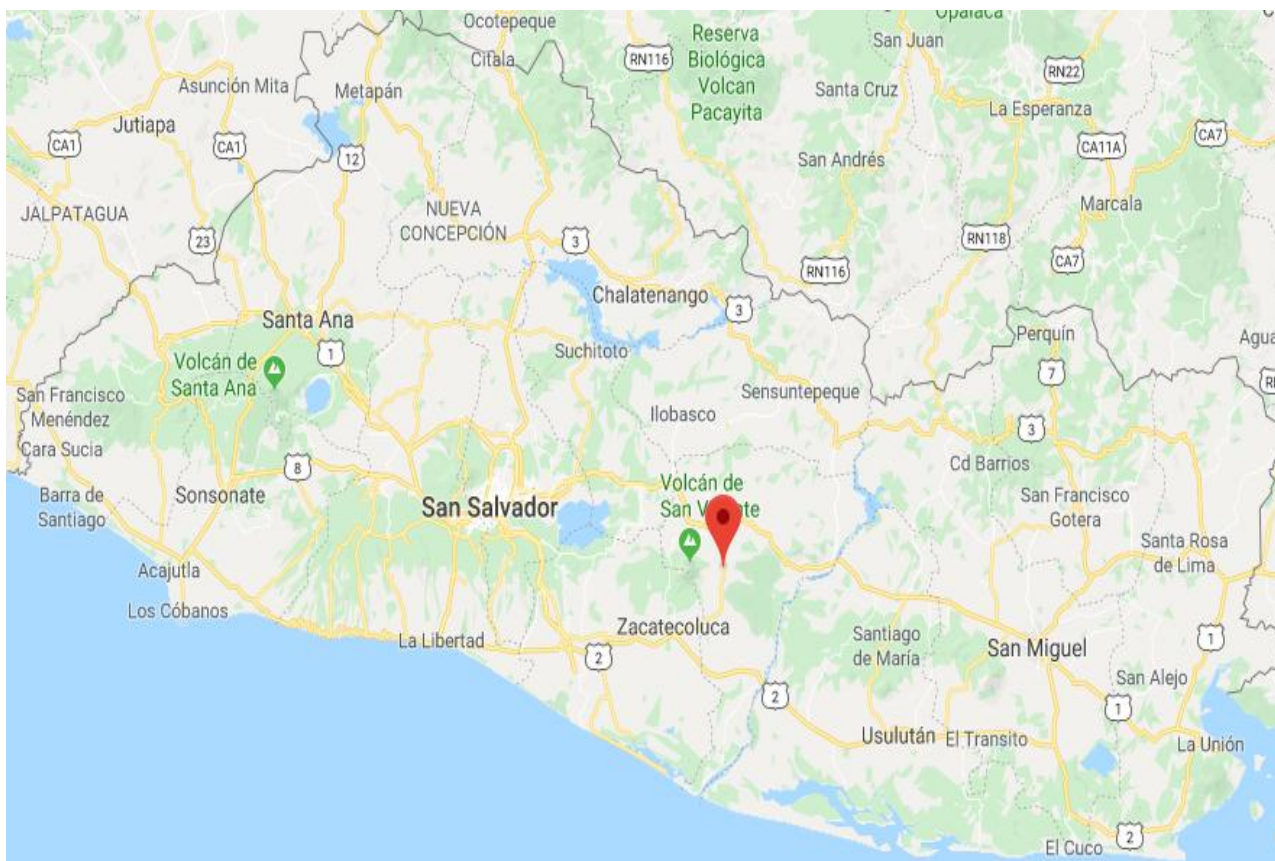 Ocotepeque
Citala
Reserva
Biológica
Volcan
Pacayita
San Juan
Opalaca
RN116
RN22
Asunción Mita
Metapán
Santa Cruz
La Esperanza
Jutiapa
CA1
CA1
12
San Andrés
CA11A
CA7
JALPATAGUA
NUEVA
CONCEPCIÓN
Marcala
23
3
RN118
CA7
RN116
Chalatenango
3
Santa Ana
1
Suchitoto
Perquín
Agua
Volcán de
Santa Ana
7
San Francisco
Menéndez
Sensuntepeque
Ilobasco
Cara Sucia
3
8
Cd Barrios
Barra de
Santiago
Sonsonate
San Salvador
Volcán de
San Vicente
San Francisco
Gotera
Santa Rosa
de Lima
Acajutla
Los Cóbanos
La Libertad
Zacatecoluca
2
Santiago
de María
San Miguel
1
San Alejo
2
1
Usulután
El Transito
La Unión
El Cuco
2